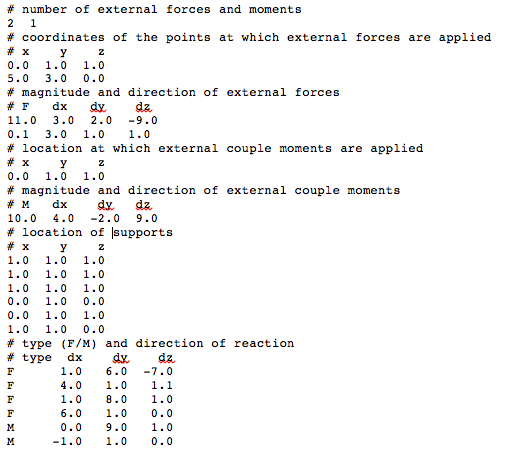 # number of external forces and moments
2 1
# coordinates of the points at which external forces are applied
# x y z
0.0 1.0 1.0
5.0 3.0 0.0
# magnitude and direction of external forces
# F dx dy dz
11.0 3.0 2.0 -9.0
0.1 3.0 1.0 1.0
# location at which external couple moments are applied
# x y z
0.0 1.0 1.0
# magnitude and direction of external couple moments
# M dx dy dz
10.0 4.0 -2.0 9.0
# location of supports
# x y z
1.0 1.0 1.0
1.0 1.0 1.0
1.0 1.0 1.0
0.0 1.0 0.0
0.0 1.0 1.0
1.0 1.0 0.0
# type (F/M) and direction of reaction
# type dx dy dz
F 1.0 6.0 -7.0
F 4.0 1.0 1.1
F 1.0 8.0 1.0
F 6.0 1.0 0.0
M 0.0 9.0 1.0
M -1.0 1.0 0.0